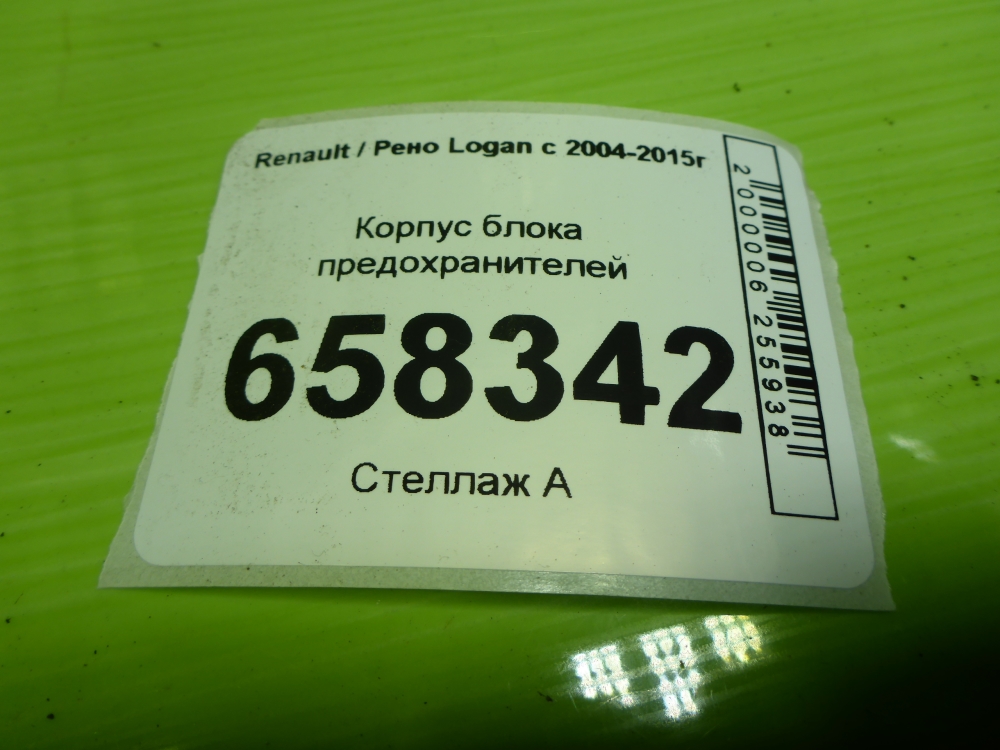 Renault / Рено Logan с 2004-2015г
Корпус блока
предохранителей
658342
Стеллаж А
2000006255938